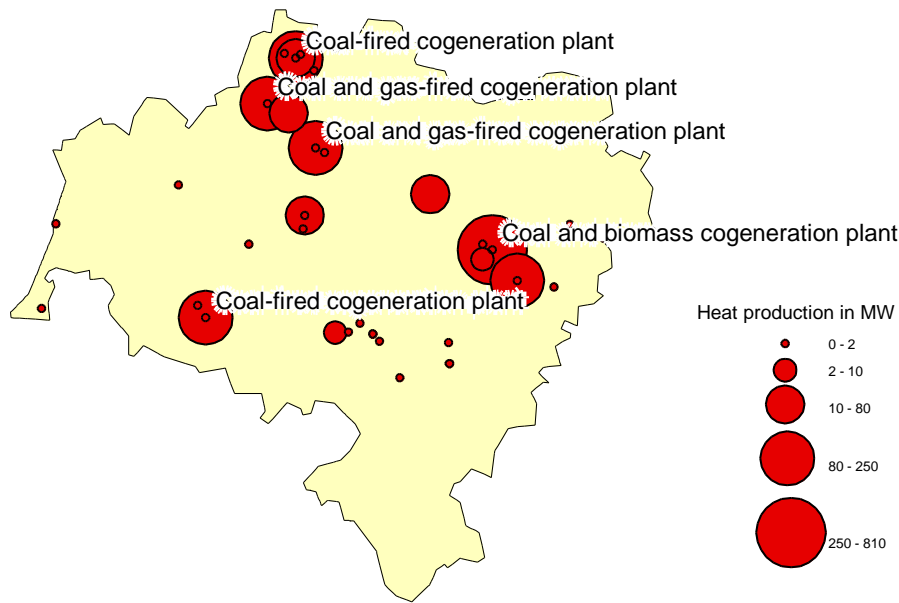 Coal-fired cogeneration plant
Coal and gas-fired cogeneration plant
Coal and gas-fired cogeneration plant
Coal and biomass cogeneration plant
Coal-fired cogeneration plant
Heat production in MW
0 - 2
2 - 10
10 - 80
80 - 250
250 - 810